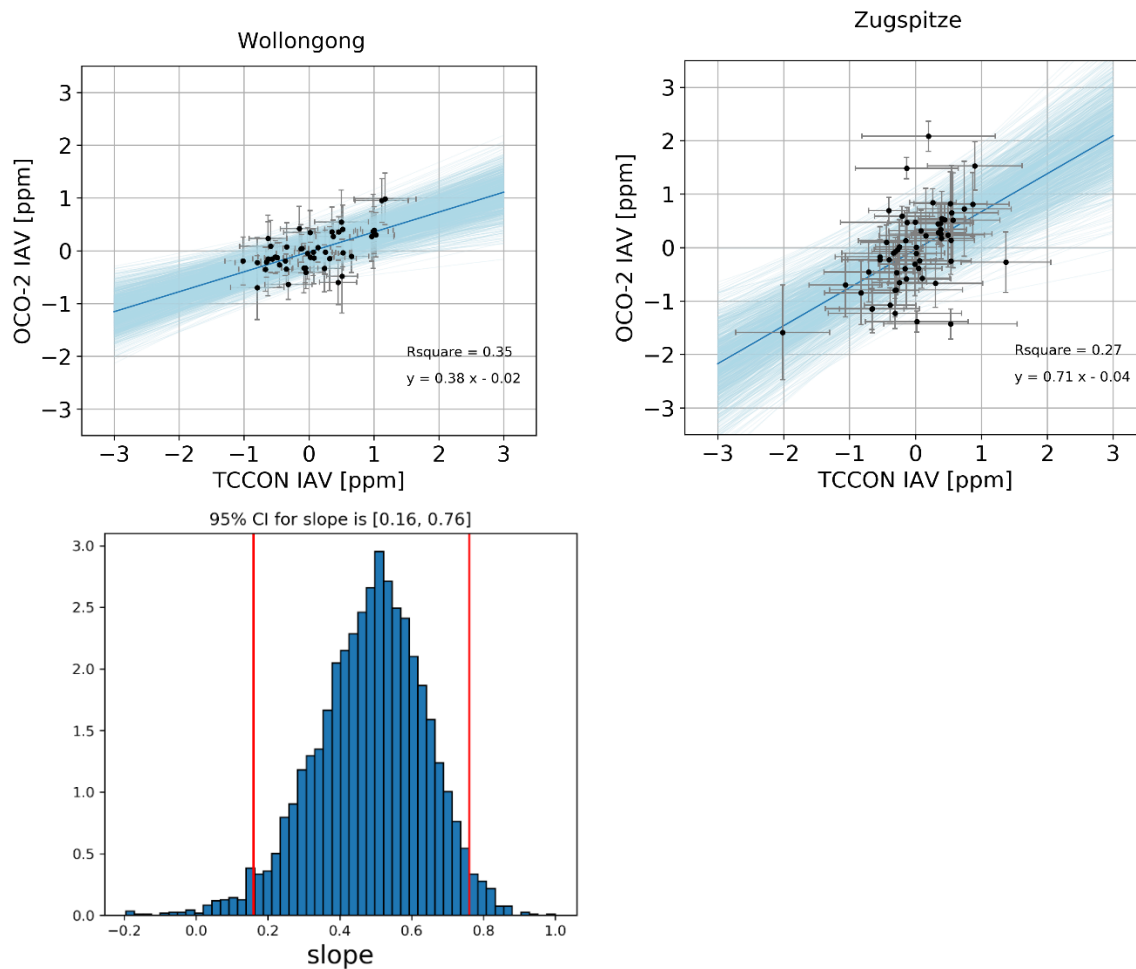 Wollongong
3
2
1
0
−1
−2
−3
OCO-2 IAV [ppm]
Rsquare = 0.35
y = 0.38 x - 0.02
−3 −2 −1 0 1 2 3
TCCON IAV [ppm]
Zugspitze
3
2
1
0
−1
−2
−3
OCO-2 IAV [ppm]
Rsquare = 0.27
y = 0.71 x - 0.04
−3 −2 −1 0 1 2 3
TCCON IAV [ppm]
95% CI for slope is [0.16, 0.76]
3.0
2.5
2.0
1.5
1.0
0.5
0.0
−0.2 0.0 0.2 0.4 0.6 0.8 1.0
slope